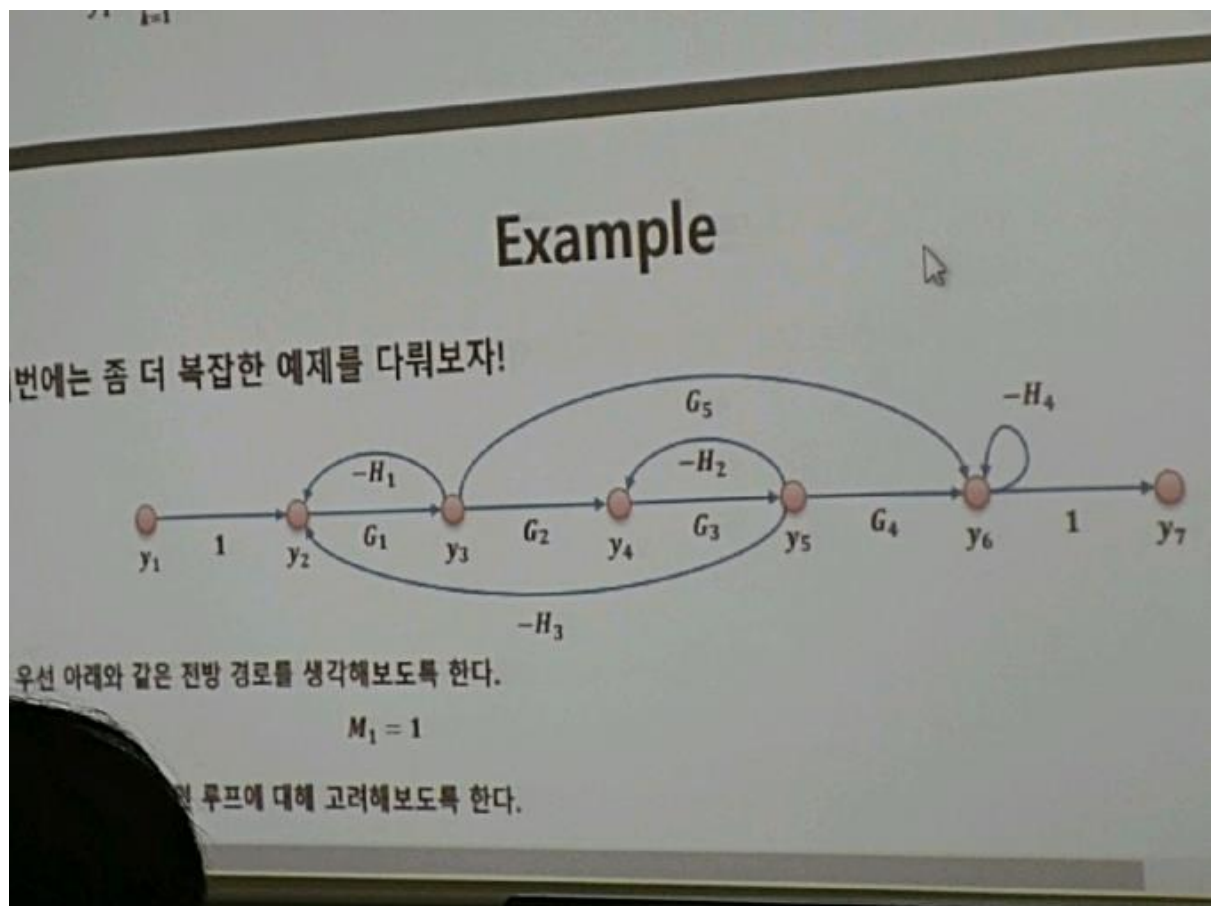 Example
번에는 좀 더 복잡한 예제를 다뤄보자!
G₅
−H₄
−H₁
−H₂
1
G₁
G₂
G₃
G₄
1
y₁
y₂
y₃
y₄
y₅
y₆
y₇
−H₃
우선 아래와 같은 전방 경로를 생각해보도록 한다.
M₁ = 1
루프에 대해 고려해보도록 한다.